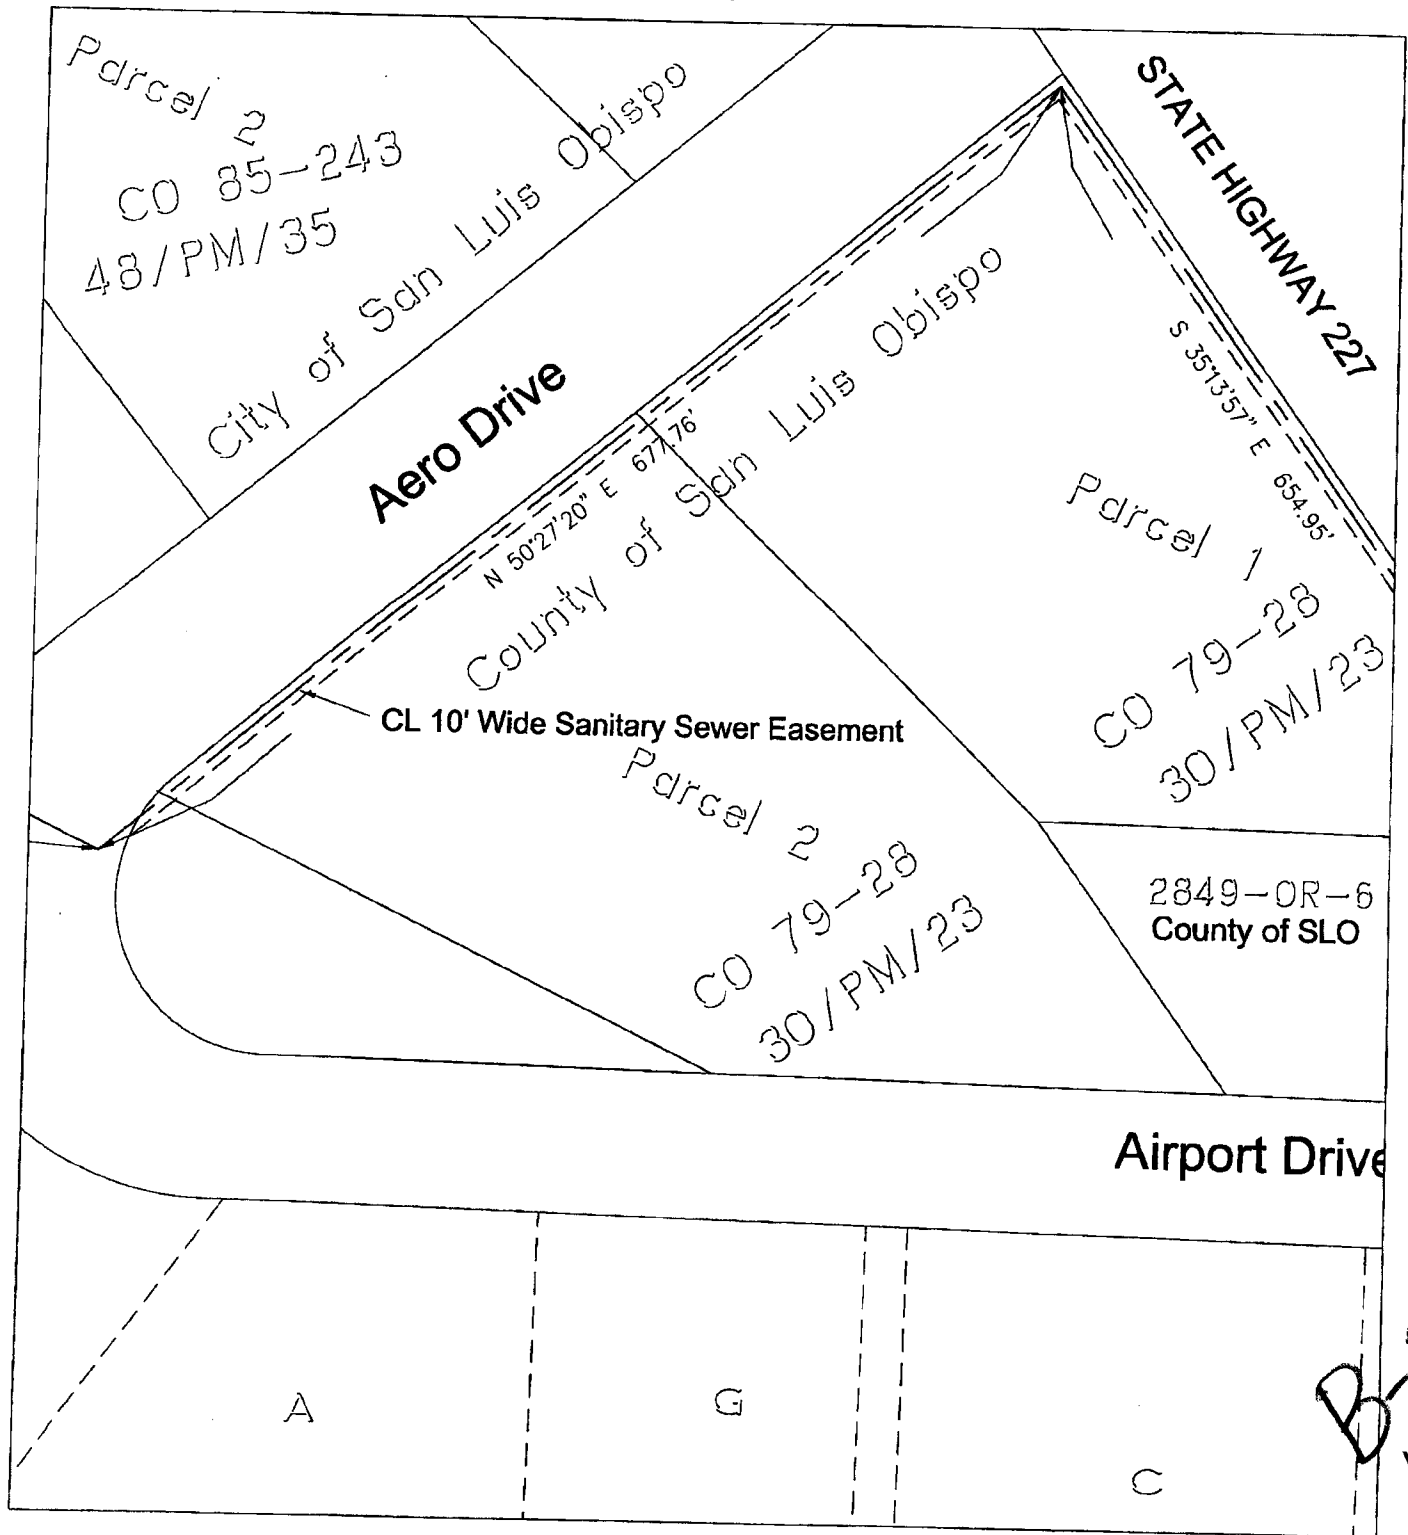 Parcel 2
CO 85-243
48/PM/35
City of San Luis Obispo
STATE HIGHWAY 227
Aero Drive
N 50°27'20" E 677.76'
S 35°13'57" E 654.95'
County of San Luis Obispo
Parcel 1
CO 79-28
30/PM/23
CL 10' Wide Sanitary Sewer Easement
Parcel 2
CO 79-28
30/PM/23
2849-OR-6
County of SLO
Airport Drive
A
G
C
B